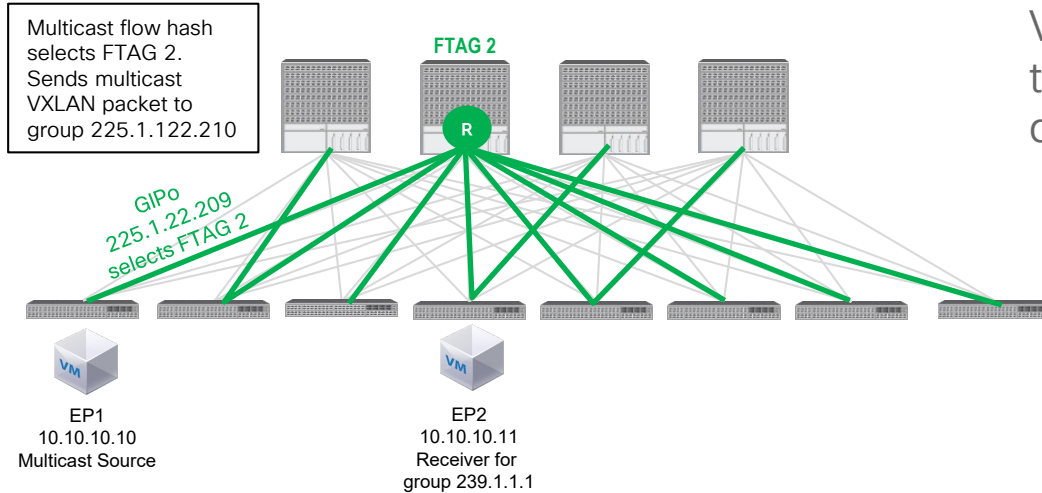 Multicast flow hash
selects FTAG 2.
Sends multicast
VXLAN packet to
group 225.1.122.210
FTAG 2
R
GIPo
225.1.22.209
selects FTAG 2
VM
EP1
10.10.10.10
Multicast Source
VM
EP2
10.10.10.11
Receiver for
group 239.1.1.1